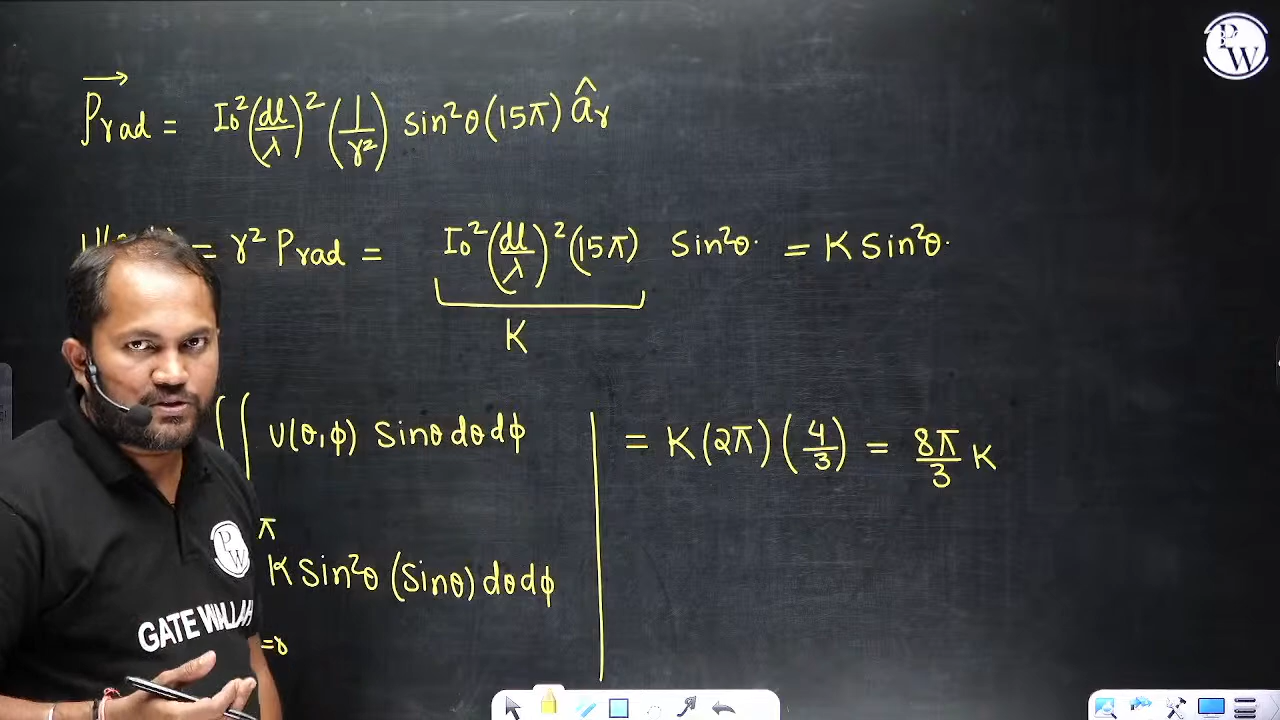 PW
P⃗rad = I₀²(dl/λ)²(1/r²) sin²θ(15π) âr
= r² Prad = I₀²(dl/λ)²(15π) Sin²θ = K Sin²θ
K
∫∫ U(θ,ϕ) Sinθ dθ dϕ
= K(2π)(4/3) = 8π/3 K
π
K Sin²θ (Sinθ) dθ dϕ
PW
GATE WALLAH